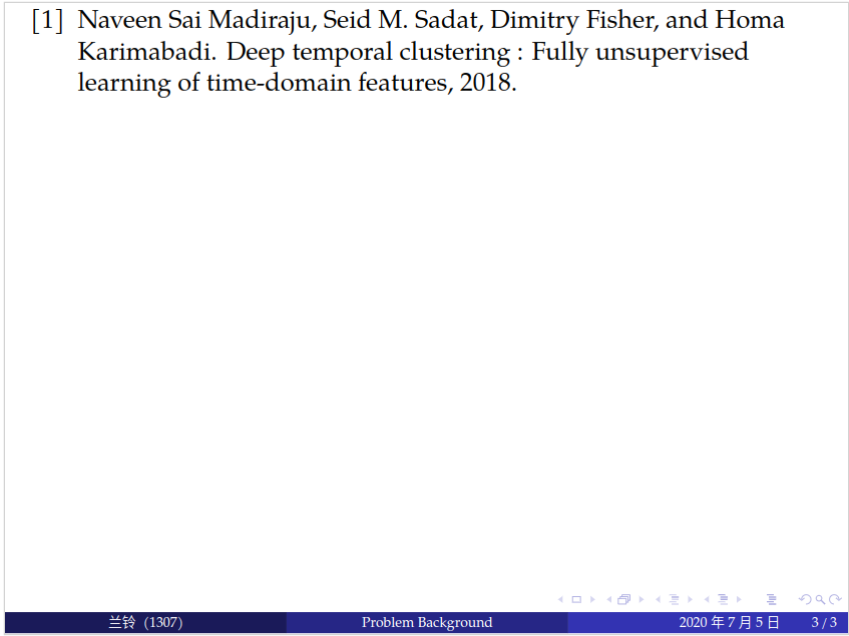 [1] Naveen Sai Madiraju, Seid M. Sadat, Dimitry Fisher, and Homa
Karimabadi. Deep temporal clustering : Fully unsupervised
learning of time-domain features, 2018.
兰铃 (1307) Problem Background 2020 年 7 月 5 日 3 / 3